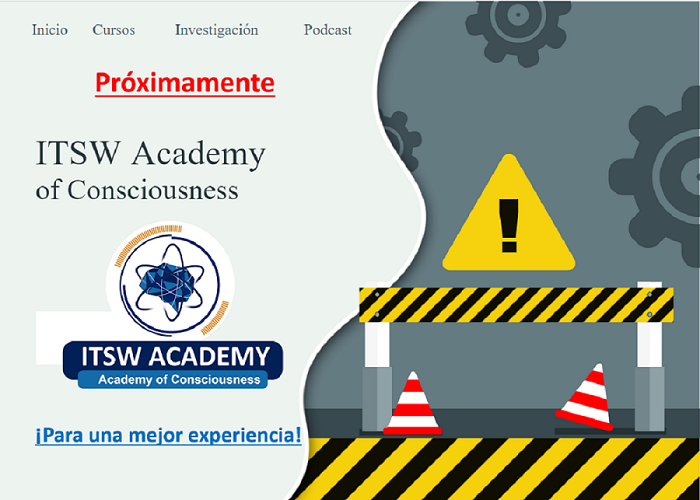 Inicio Cursos Investigación Podcast
Próximamente
ITSW Academy
of Consciousness
ITSW ACADEMY
Academy of Consciousness
¡Para una mejor experiencia!
!